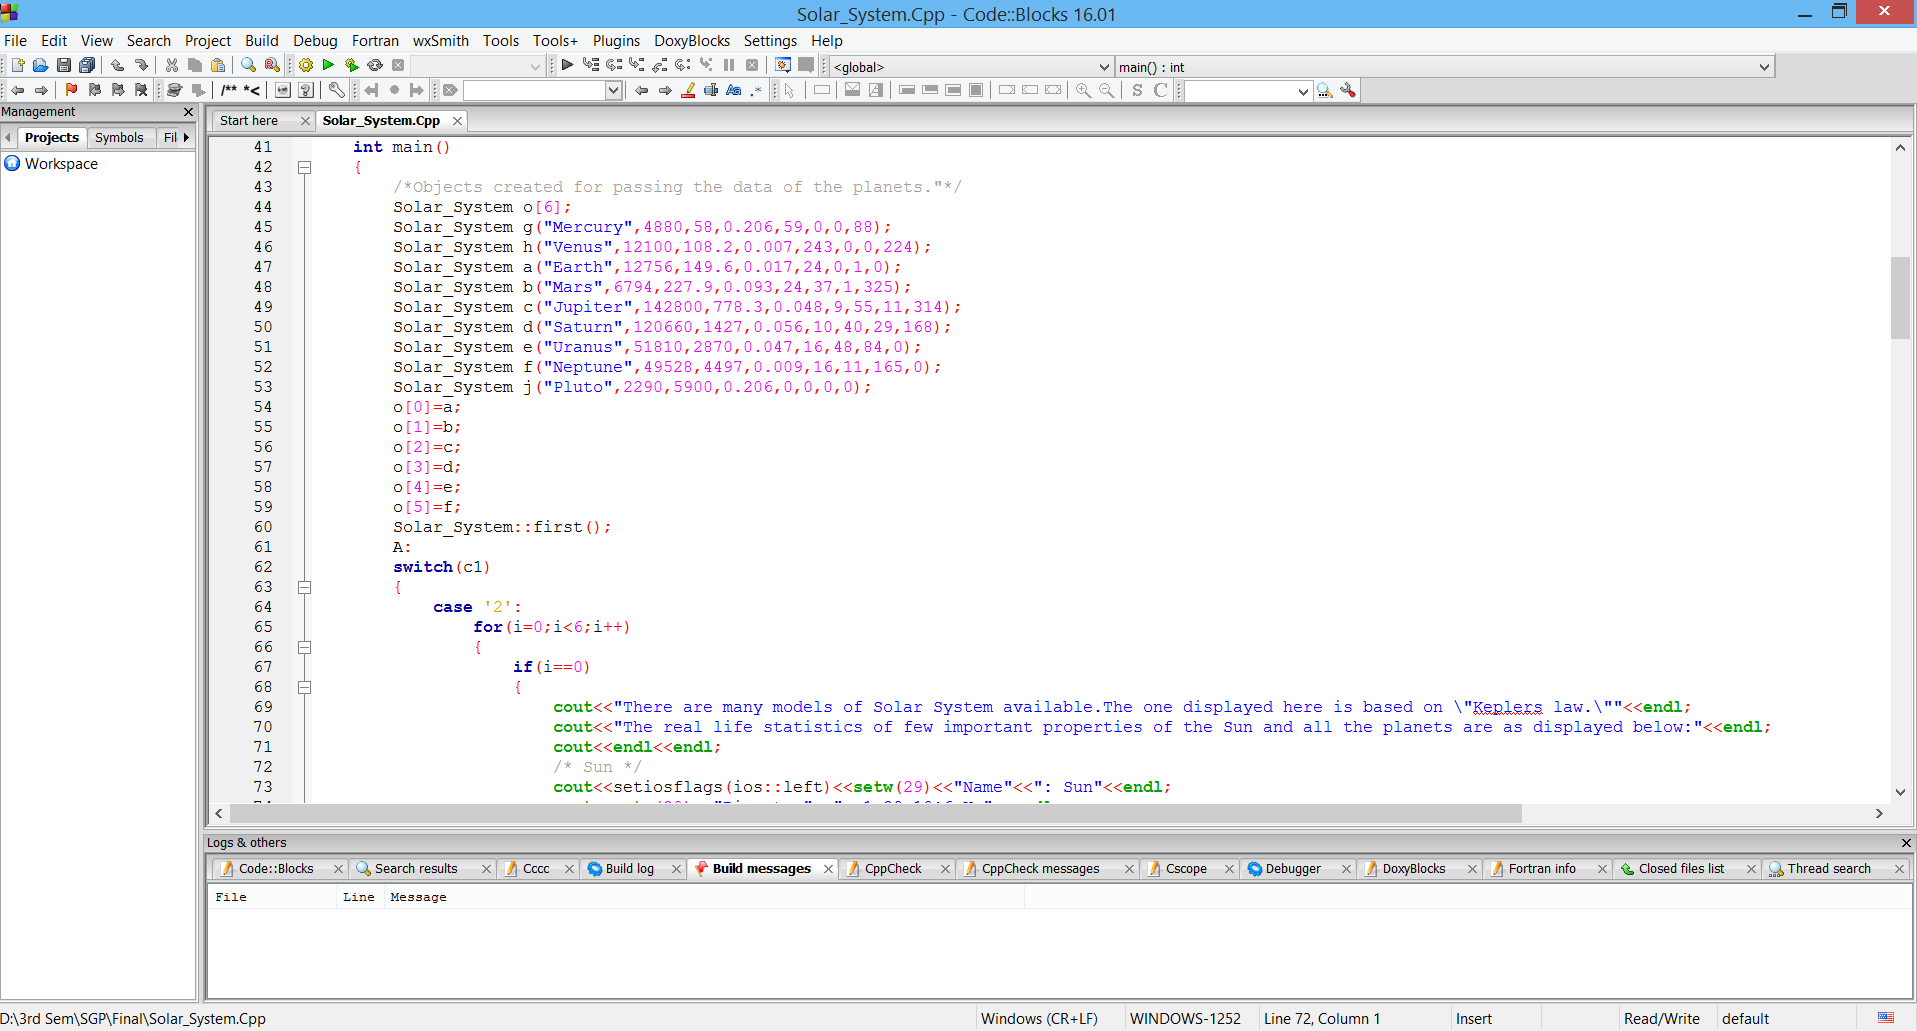 Solar_System.Cpp - Code::Blocks 16.01
File Edit View Search Project Build Debug Fortran wxSmith Tools Tools+ Plugins DoxyBlocks Settings Help
<global> main() : int
/** *<
Management
Projects Symbols Fil
Workspace
Start here Solar_System.Cpp
41 int main()
42 {
43 /*Objects created for passing the data of the planets."*/
44 Solar_System o[6];
45 Solar_System g("Mercury",4880,58,0.206,59,0,0,88);
46 Solar_System h("Venus",12100,108.2,0.007,243,0,0,224);
47 Solar_System a("Earth",12756,149.6,0.017,24,0,1,0);
48 Solar_System b("Mars",6794,227.9,0.093,24,37,1,325);
49 Solar_System c("Jupiter",142800,778.3,0.048,9,55,11,314);
50 Solar_System d("Saturn",120660,1427,0.056,10,40,29,168);
51 Solar_System e("Uranus",51810,2870,0.047,16,48,84,0);
52 Solar_System f("Neptune",49528,4497,0.009,16,11,165,0);
53 Solar_System j("Pluto",2290,5900,0.206,0,0,0,0);
54 o[0]=a;
55 o[1]=b;
56 o[2]=c;
57 o[3]=d;
58 o[4]=e;
59 o[5]=f;
60 Solar_System::first();
61 A:
62 switch(c1)
63 {
64 case '2':
65 for(i=0;i<6;i++)
66 {
67 if(i==0)
68 {
69 cout<<"There are many models of Solar System available.The one displayed here is based on \"Keplers law.\""<<endl;
70 cout<<"The real life statistics of few important properties of the Sun and all the planets are as displayed below:"<<endl;
71 cout<<endl<<endl;
72 /* Sun */
73 cout<<setiosflags(ios::left)<<setw(29)<<"Name"<<": Sun"<<endl;
Logs & others
Code::Blocks Search results Cccc Build log Build messages CppCheck CppCheck messages Cscope Debugger DoxyBlocks Fortran info Closed files list Thread search
File Line Message
D:\3rd Sem\SGP\Final\Solar_System.Cpp Windows (CR+LF) WINDOWS-1252 Line 72, Column 1 Insert Read/Write default